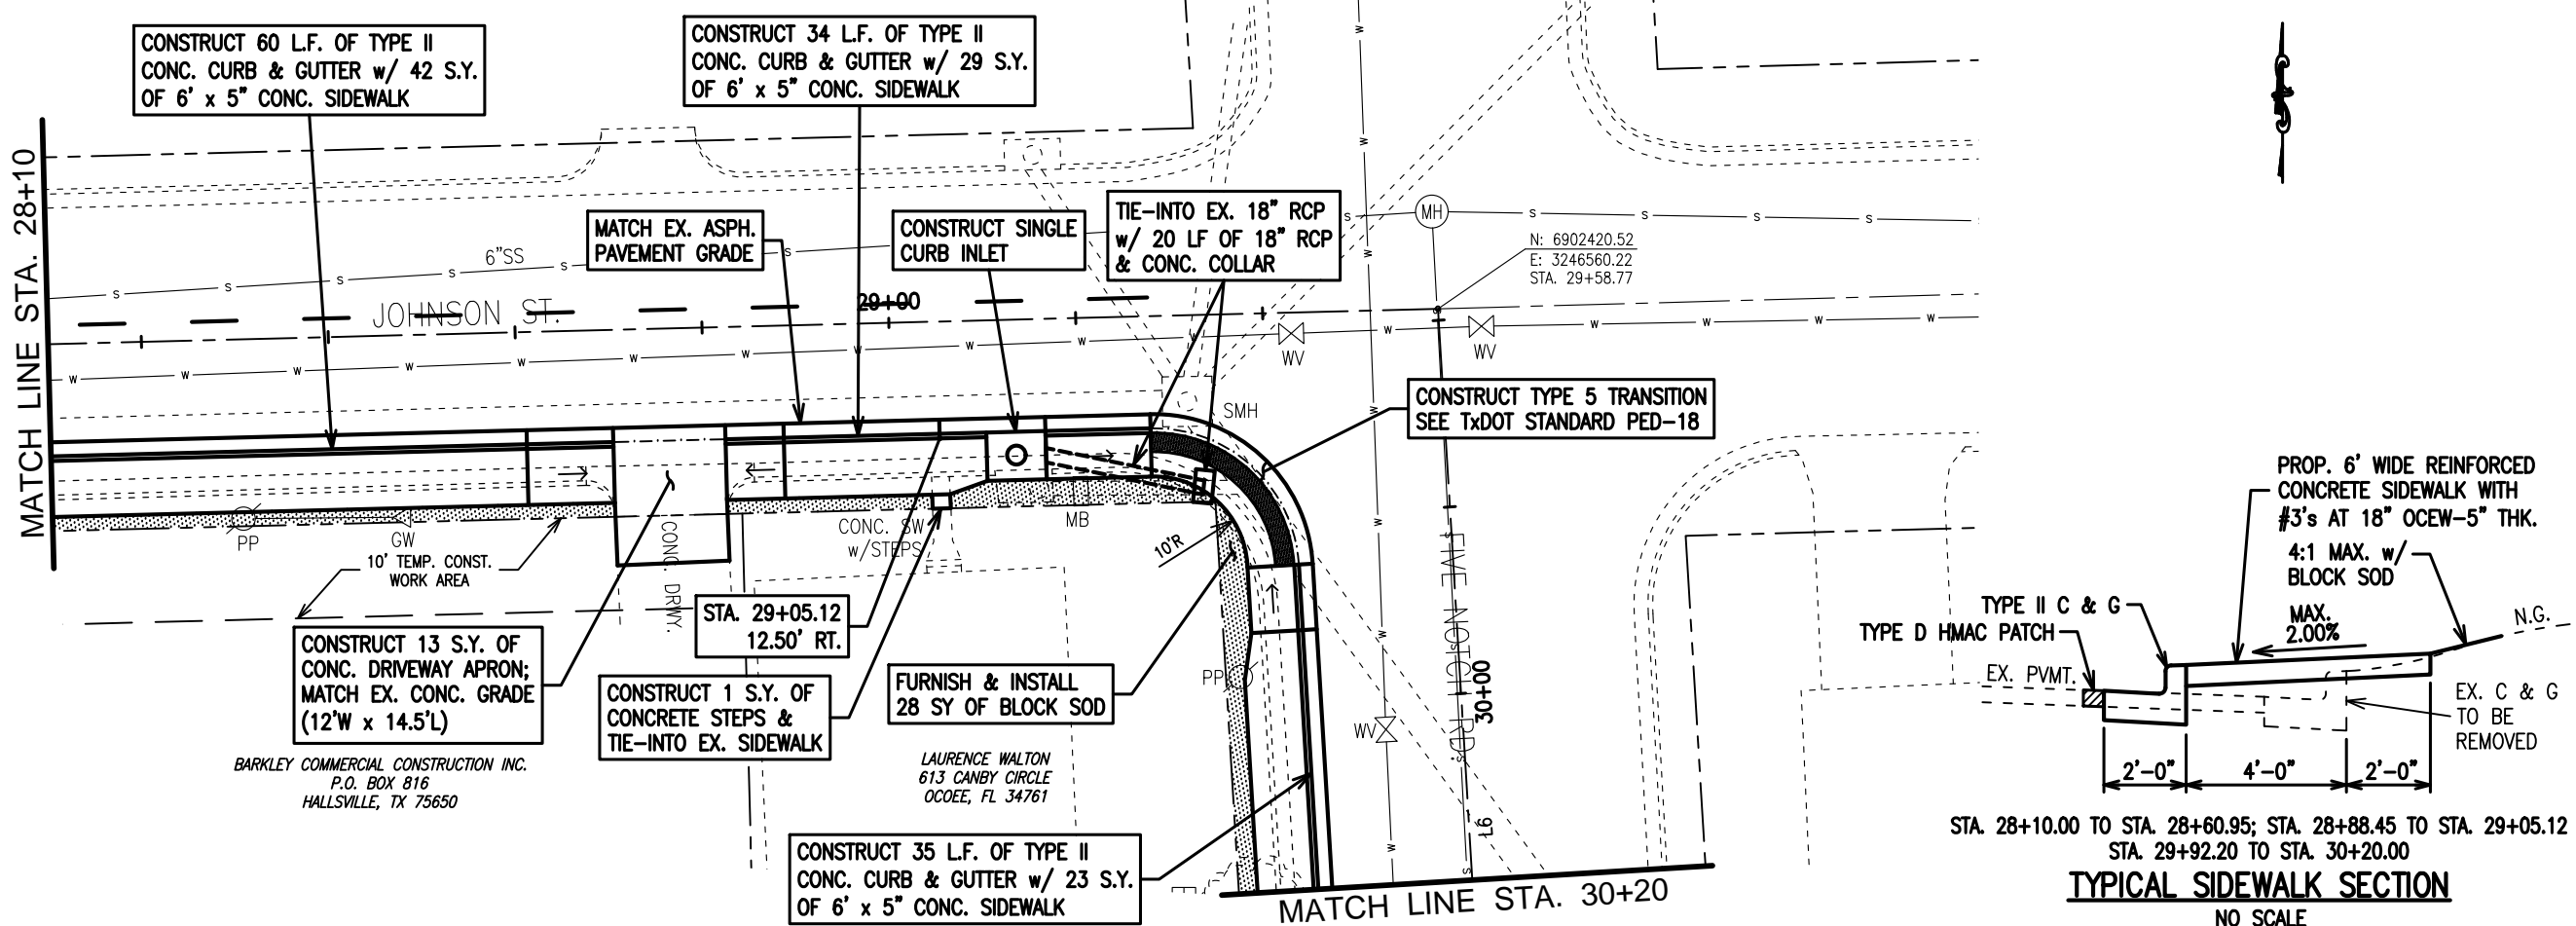 CONSTRUCT 60 L.F. OF TYPE II
CONC. CURB & GUTTER w/ 42 S.Y.
OF 6' x 5" CONC. SIDEWALK
CONSTRUCT 34 L.F. OF TYPE II
CONC. CURB & GUTTER w/ 29 S.Y.
OF 6' x 5" CONC. SIDEWALK
MATCH LINE STA. 28+10
MATCH EX. ASPH.
PAVEMENT GRADE
CONSTRUCT SINGLE
CURB INLET
TIE-INTO EX. 18" RCP
w/ 20 LF OF 18" RCP
& CONC. COLLAR
MH
N: 6902420.52
E: 3246560.22
STA. 29+58.77
6"SS
JOHNSON ST.
29+00
S S S S S S S S S S
W W W W W W W W W W W W W W W
WV
WV
CONSTRUCT TYPE 5 TRANSITION
SEE TxDOT STANDARD PED-18
SMH
PP
GW
10' TEMP. CONST.
WORK AREA
CONC. DRWY.
CONC. SW
w/STEPS
MB
10'R
FIVE NOTCH RD.
30+00
L6
PP
WV
STA. 29+05.12
12.50' RT.
CONSTRUCT 13 S.Y. OF
CONC. DRIVEWAY APRON;
MATCH EX. CONC. GRADE
(12'W x 14.5'L)
CONSTRUCT 1 S.Y. OF
CONCRETE STEPS &
TIE-INTO EX. SIDEWALK
FURNISH & INSTALL
28 SY OF BLOCK SOD
BARKLEY COMMERCIAL CONSTRUCTION INC.
P.O. BOX 816
HALLSVILLE, TX 75650
LAURENCE WALTON
613 CANBY CIRCLE
OCOEE, FL 34761
CONSTRUCT 35 L.F. OF TYPE II
CONC. CURB & GUTTER w/ 23 S.Y.
OF 6' x 5" CONC. SIDEWALK
MATCH LINE STA. 30+20
PROP. 6' WIDE REINFORCED
CONCRETE SIDEWALK WITH
#3's AT 18" OCEW-5" THK.
4:1 MAX. w/
BLOCK SOD
TYPE II C & G
TYPE D HMAC PATCH
MAX.
2.00%
N.G.
EX. PVMT.
EX. C & G
TO BE
REMOVED
2'-0" 4'-0" 2'-0"
STA. 28+10.00 TO STA. 28+60.95; STA. 28+88.45 TO STA. 29+05.12
STA. 29+92.20 TO STA. 30+20.00
TYPICAL SIDEWALK SECTION
NO SCALE